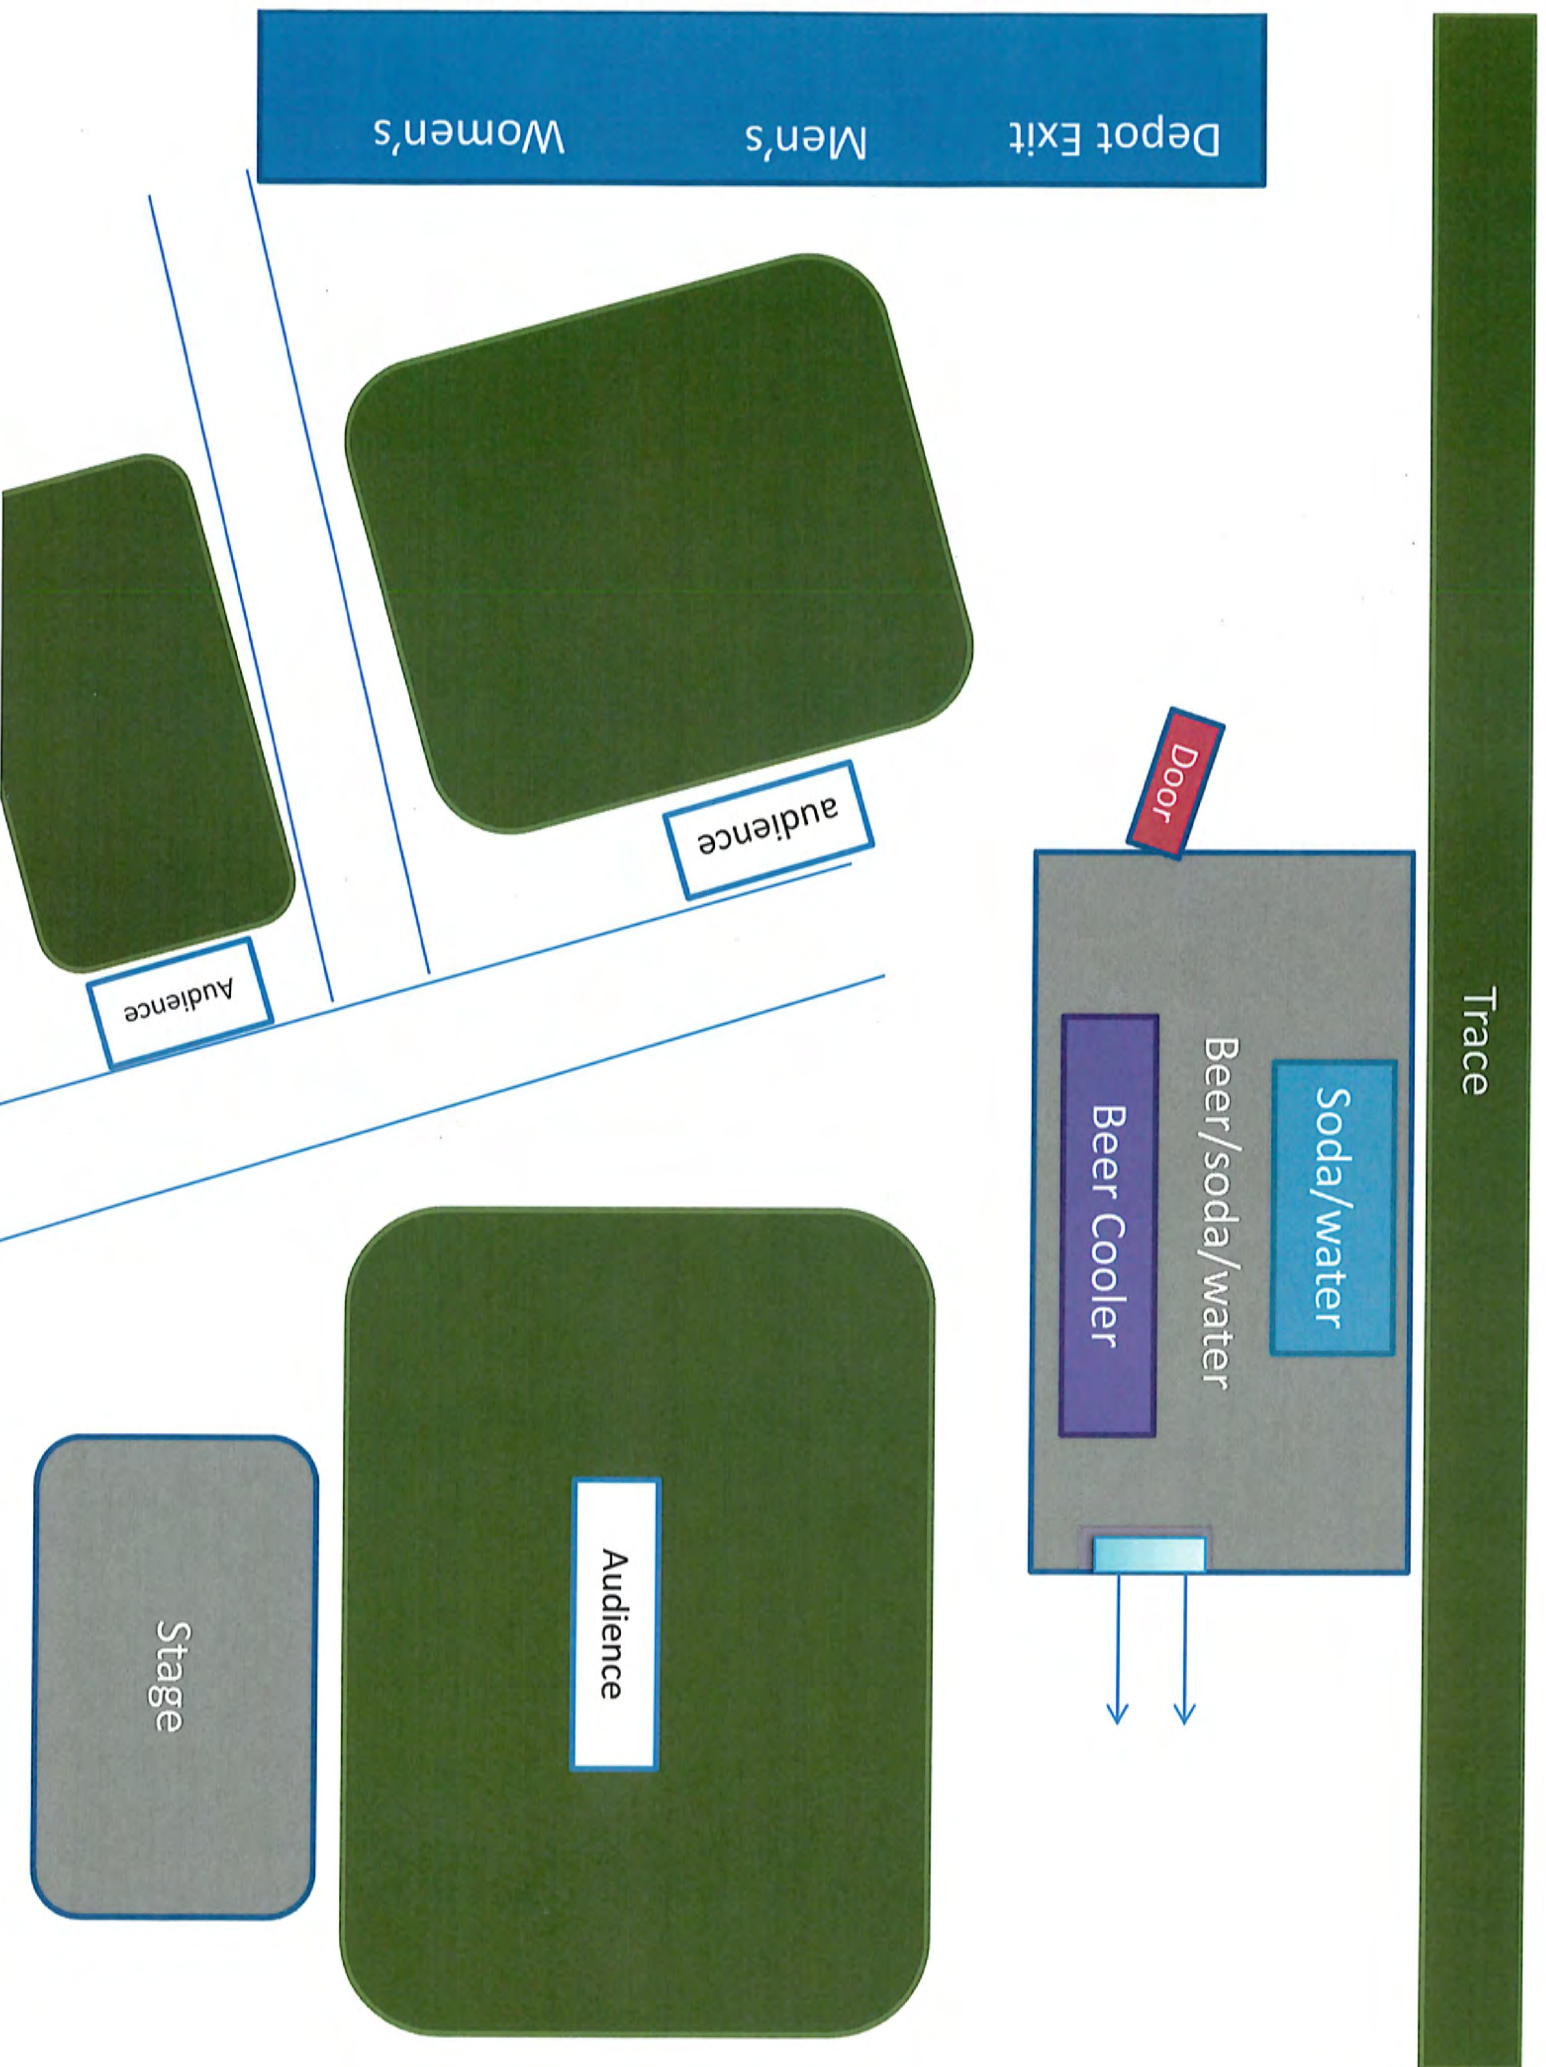 Trace
Soda/water
Beer/soda/water
Beer Cooler
Door
Depot Exit
Men's
Women's
audience
Audience
Audience
Stage